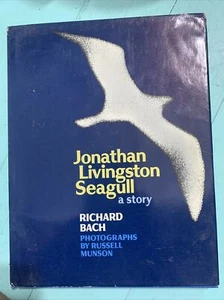 Jonathan
Livingston
Seagull
a story
RICHARD
BACH
PHOTOGRAPHS
BY RUSSELL
MUNSON